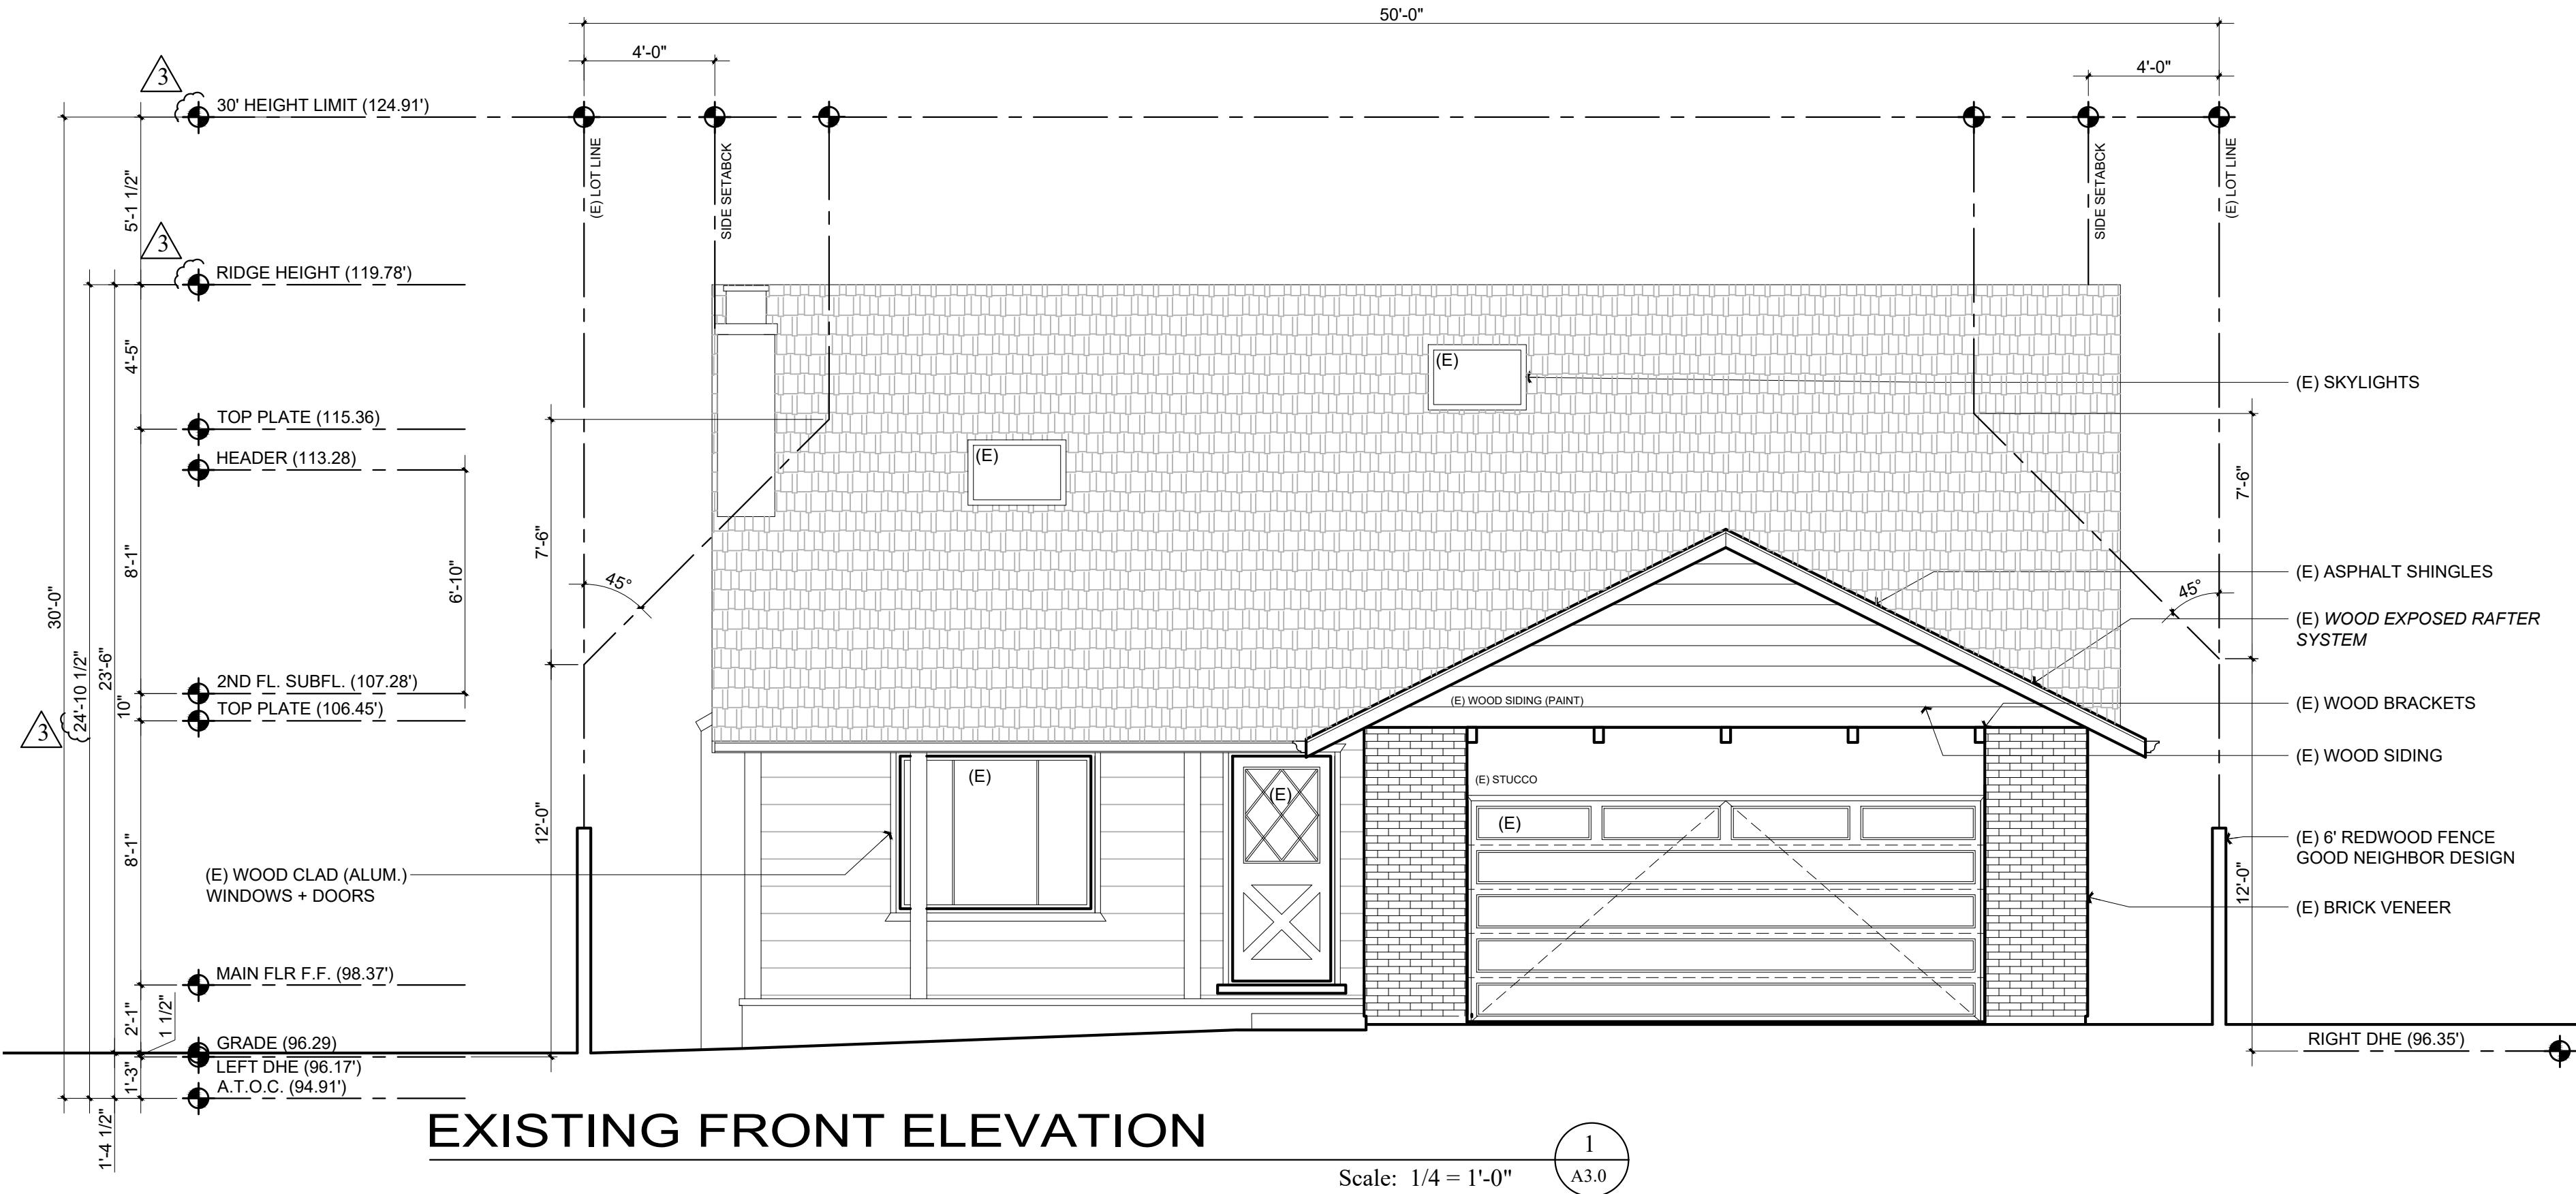 50'-0"
4'-0"
4'-0"
3
30' HEIGHT LIMIT (124.91')
(E) LOT LINE
SIDE SETABCK
SIDE SETABCK
(E) LOT LINE
5'-1 1/2"
3
RIDGE HEIGHT (119.78')
4'-5"
(E)
(E) SKYLIGHTS
TOP PLATE (115.36)
HEADER (113.28)
(E)
7'-6"
7'-6"
8'-1"
6'-10"
45°
45°
(E) ASPHALT SHINGLES
(E) WOOD EXPOSED RAFTER
SYSTEM
30'-0"
24'-10 1/2"
23'-6"
10"
2ND FL. SUBFL. (107.28')
TOP PLATE (106.45')
3
(E) WOOD SIDING (PAINT)
(E) WOOD BRACKETS
(E) WOOD SIDING
(E)
(E)
(E) STUCCO
(E)
12'-0"
8'-1"
(E) 6' REDWOOD FENCE
GOOD NEIGHBOR DESIGN
12'-0"
(E) WOOD CLAD (ALUM.)
WINDOWS + DOORS
(E) BRICK VENEER
MAIN FLR F.F. (98.37')
2'-1"
1 1/2"
GRADE (96.29)
LEFT DHE (96.17')
RIGHT DHE (96.35')
1'-3"
A.T.O.C. (94.91')
1'-4 1/2"
EXISTING FRONT ELEVATION
1
Scale: 1/4 = 1'-0"
A3.0